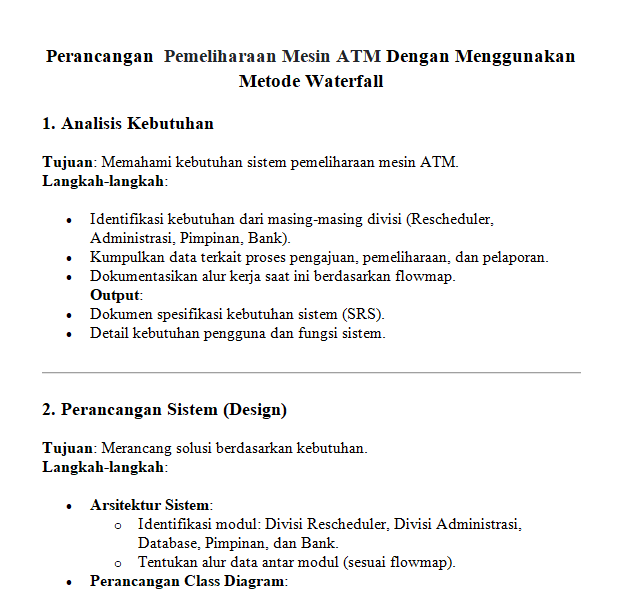 Perancangan  Pemeliharaan Mesin ATM Dengan Menggunakan
Metode Waterfall
1. Analisis Kebutuhan
Tujuan: Memahami kebutuhan sistem pemeliharaan mesin ATM.
Langkah-langkah:
• Identifikasi kebutuhan dari masing-masing divisi (Rescheduler,
Administrasi, Pimpinan, Bank).
• Kumpulkan data terkait proses pengajuan, pemeliharaan, dan pelaporan.
• Dokumentasikan alur kerja saat ini berdasarkan flowmap.
Output:
• Dokumen spesifikasi kebutuhan sistem (SRS).
• Detail kebutuhan pengguna dan fungsi sistem.
2. Perancangan Sistem (Design)
Tujuan: Merancang solusi berdasarkan kebutuhan.
Langkah-langkah:
• Arsitektur Sistem:
o Identifikasi modul: Divisi Rescheduler, Divisi Administrasi,
Database, Pimpinan, dan Bank.
o Tentukan alur data antar modul (sesuai flowmap).
• Perancangan Class Diagram: